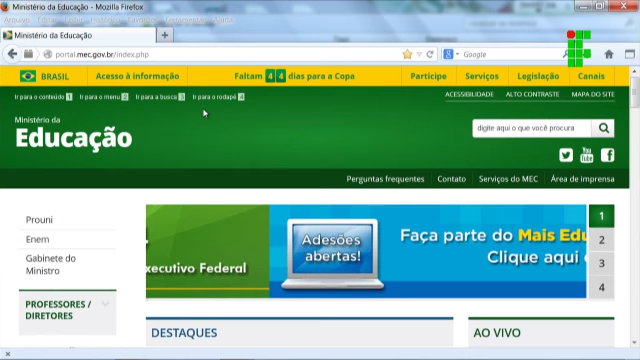 Ministério da Educação - Mozilla Firefox
Ministério da Educação
portal.mec.gov.br/index.php
Google
BRASIL
Acesso à informação
Faltam 44 dias para a Copa
Participe
Serviços
Legislação
Canais
Ir para o conteúdo 1
Ir para o menu 2
Ir para a busca 3
Ir para o rodapé 4
ACESSIBILIDADE
ALTO CONTRASTE
MAPA DO SITE
Ministério da
Educação
digite aqui o que você procura
You
Tube
Perguntas frequentes
Contato
Serviços do MEC
Área de imprensa
Prouni
Enem
Gabinete do
Ministro
PROFESSORES /
DIRETORES
xecutivo Federal
Adesões
abertas!
Faça parte do Mais Edu
Clique aqui
1
2
3
4
DESTAQUES
AO VIVO